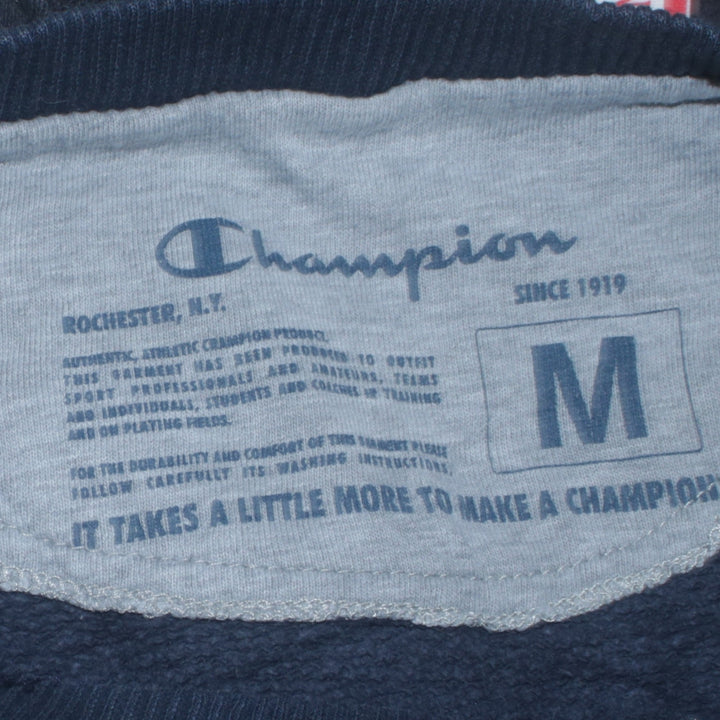 Champion
SINCE 1919
ROCHESTER, N.Y.
AUTHENTIC, ATHLETIC CHAMPION PRODUCT.
THIS GARMENT HAS BEEN PRODUCED TO OUTFIT
SPORT PROFESSIONALS AND AMATEURS, TEAMS
AND INDIVIDUALS, STUDENTS AND COACHES IN TRAINING
AND ON PLAYING FIELDS.
M
FOR THE DURABILITY AND COMFORT OF THIS GARMENT PLEASE
FOLLOW CAREFULLY ITS WASHING INSTRUCTIONS.
IT TAKES A LITTLE MORE TO MAKE A CHAMPION